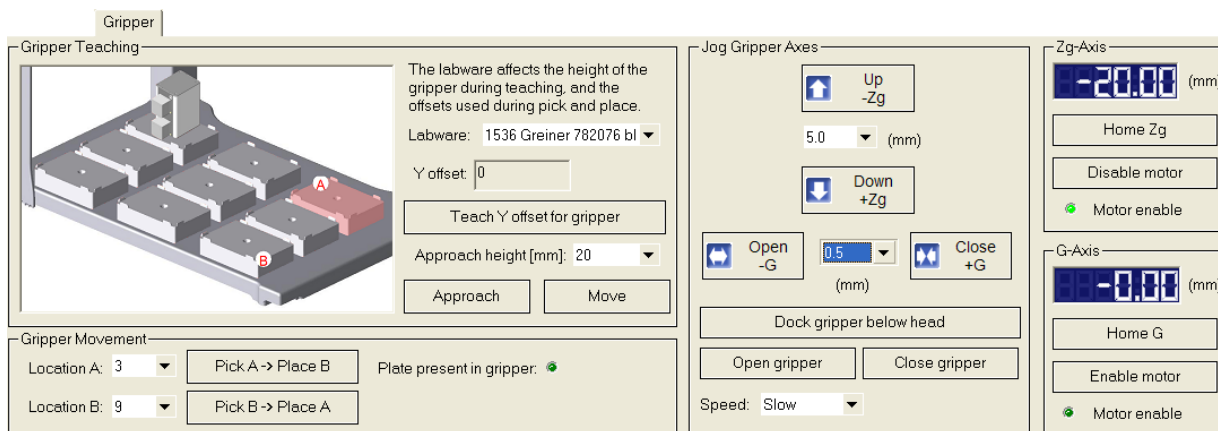 Gripper
Gripper Teaching
A
B
The labware affects the height of the
gripper during teaching, and the
offsets used during pick and place.
Labware: 1536 Greiner 782076 bl
Y offset: 0
Teach Y offset for gripper
Approach height [mm]: 20
Approach
Move
Gripper Movement
Location A: 3
Pick A -> Place B
Plate present in gripper:
Location B: 9
Pick B -> Place A
Jog Gripper Axes
Up
-Zg
5.0 (mm)
Down
+Zg
Open
-G
0.5
(mm)
Close
+G
Dock gripper below head
Open gripper
Close gripper
Speed: Slow
Zg-Axis
-20.00 (mm
Home Zg
Disable motor
Motor enable
G-Axis
-0.00 (mm
Home G
Enable motor
Motor enable